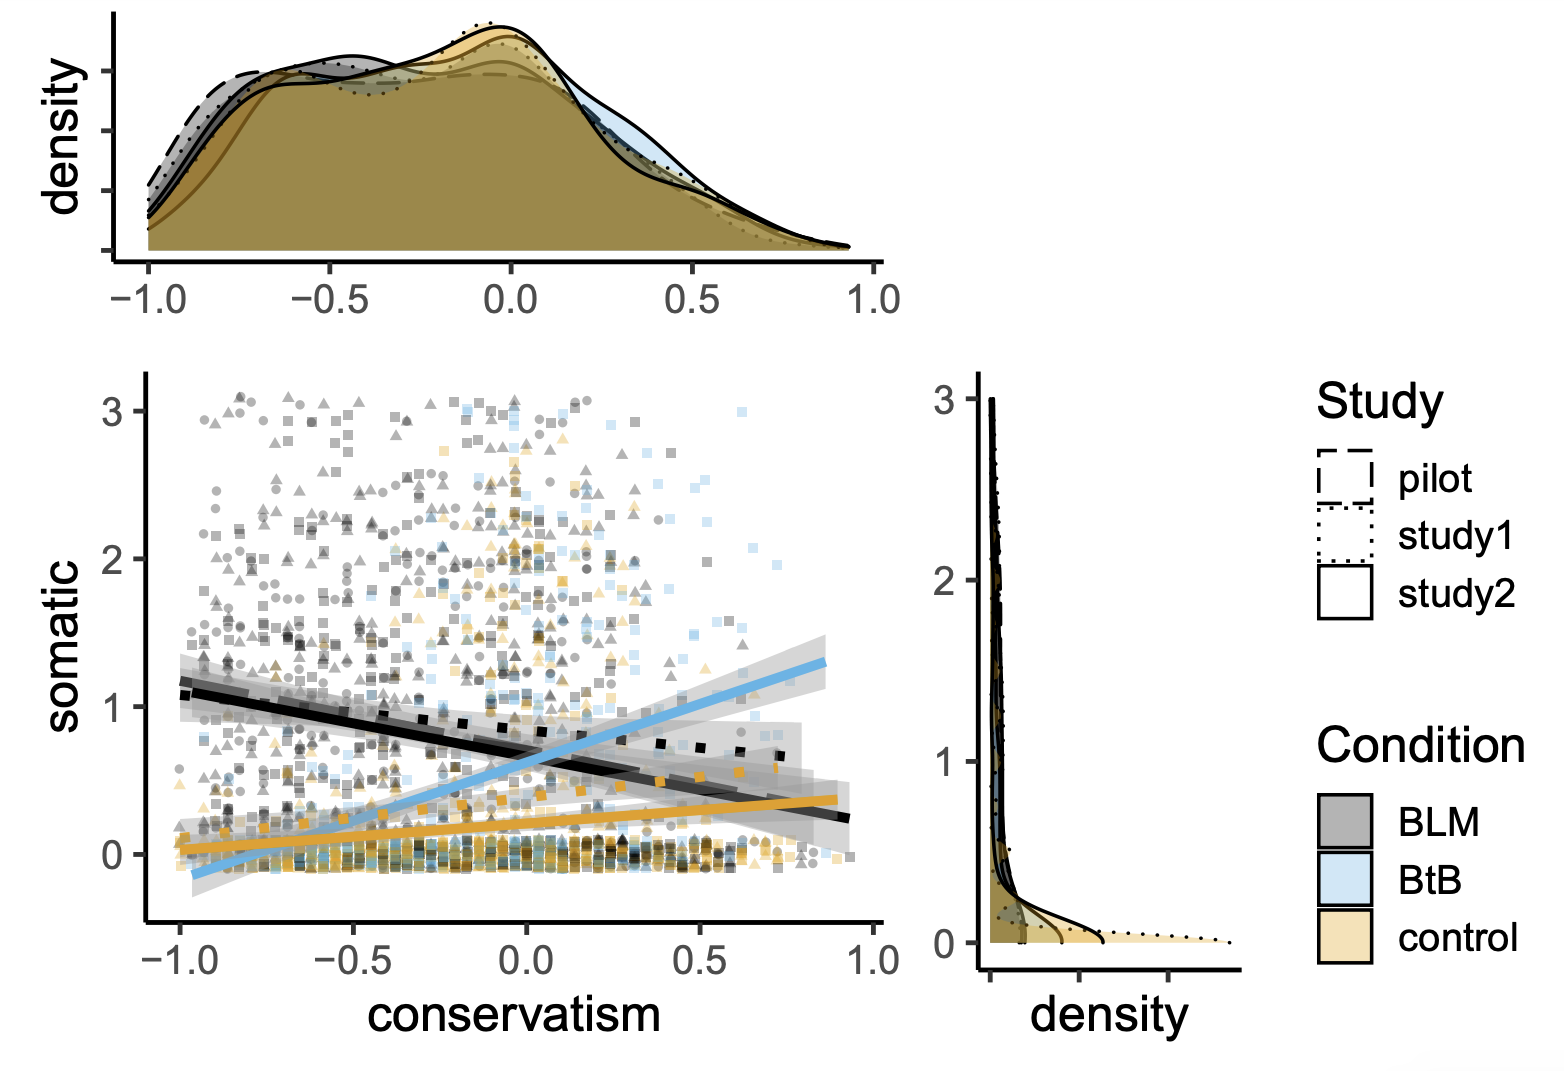 density
−1.0 −0.5 0.0 0.5 1.0
somatic
3
2
1
0
−1.0 −0.5 0.0 0.5 1.0
conservatism
3
2
1
0
density
Study
pilot
study1
study2
Condition
BLM
BtB
control